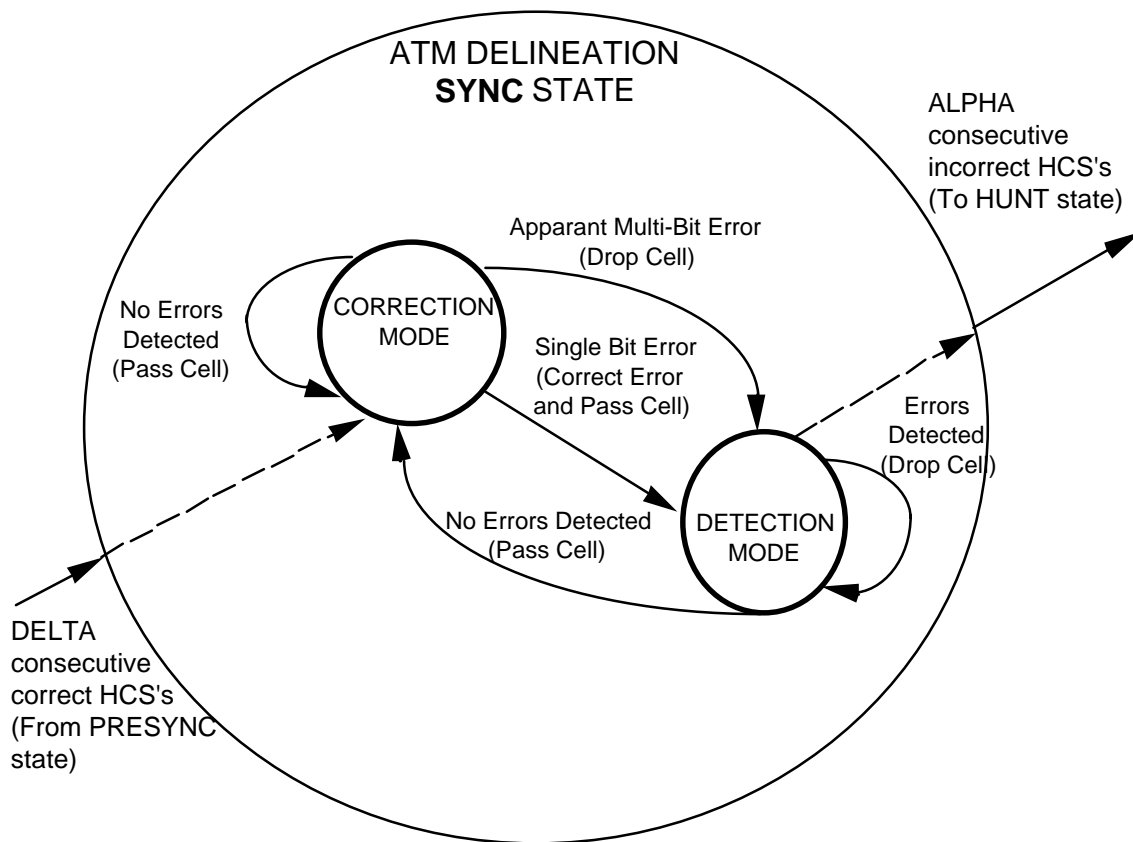 ATM DELINEATION
SYNC STATE
ALPHA
consecutive
incorrect HCS's
(To HUNT state)
Apparant Multi-Bit Error
(Drop Cell)
No Errors
Detected
(Pass Cell)
CORRECTION
MODE
Single Bit Error
(Correct Error
and Pass Cell)
Errors
Detected
(Drop Cell)
No Errors Detected
(Pass Cell)
DETECTION
MODE
DELTA
consecutive
correct HCS's
(From PRESYNC
state)